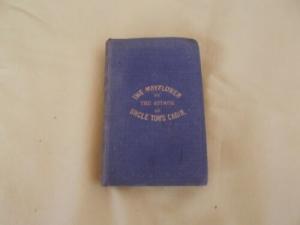 THE MAYFLOWER
BY
THE AUTHOR
OF
UNCLE TOM'S CABIN.